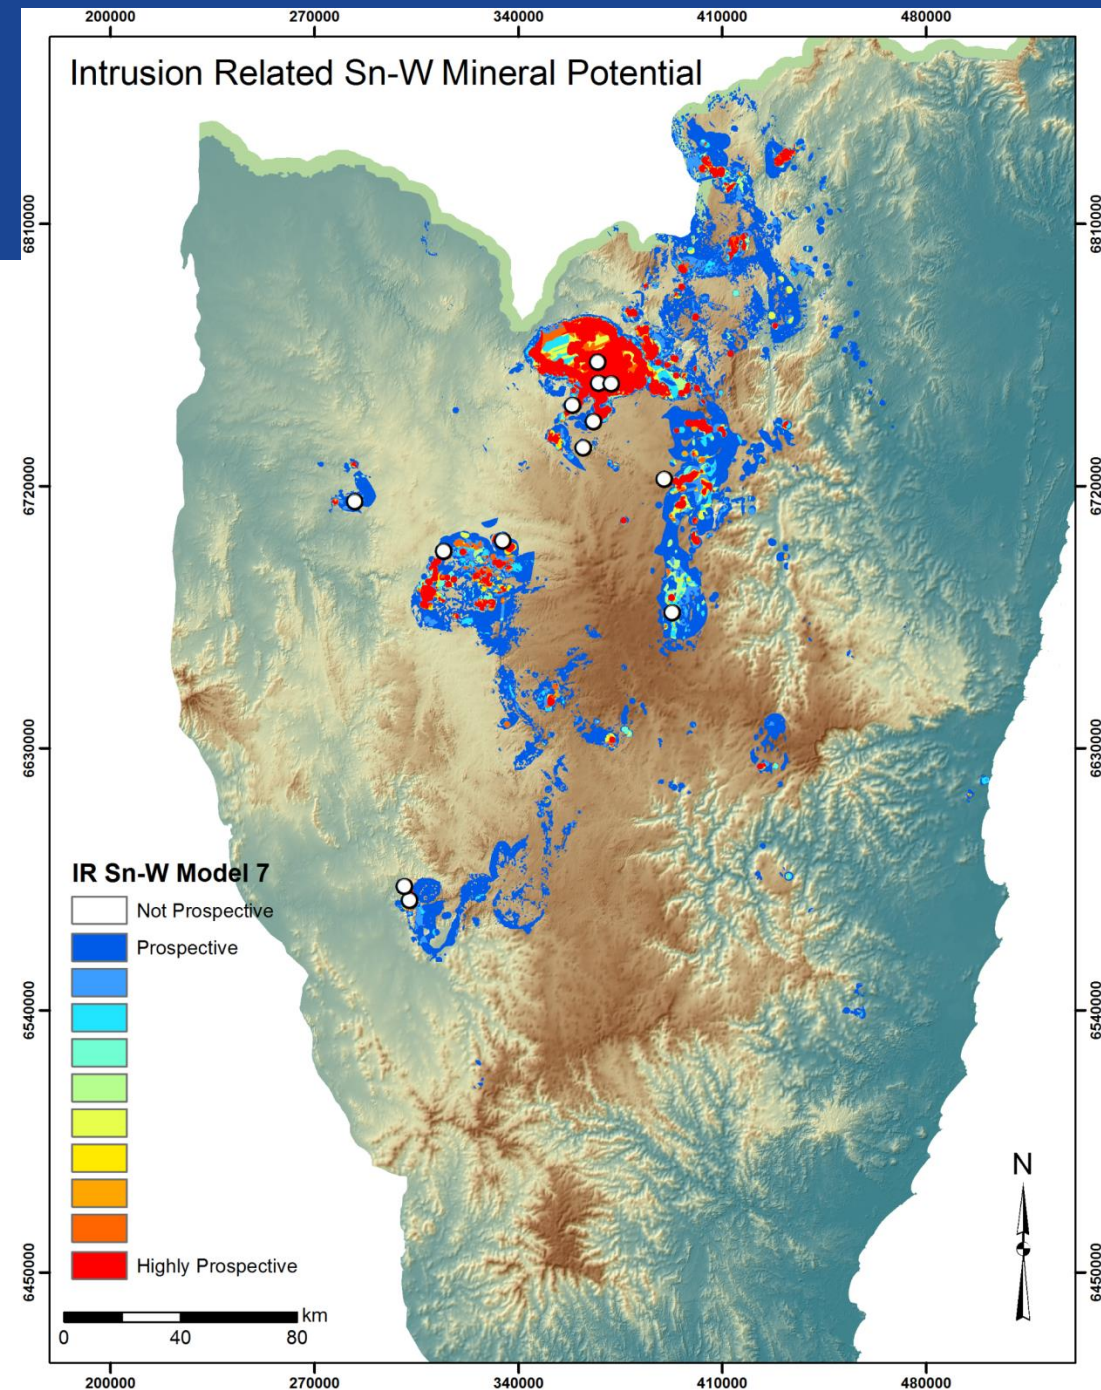 200000 270000 340000 410000 480000
Intrusion Related Sn-W Mineral Potential
6810000 6810000
6720000 6720000
6630000 6630000
6540000 6540000
6450000 6450000
IR Sn-W Model 7
Not Prospective
Prospective
Highly Prospective
N
km
0 40 80
200000 270000 340000 410000 480000